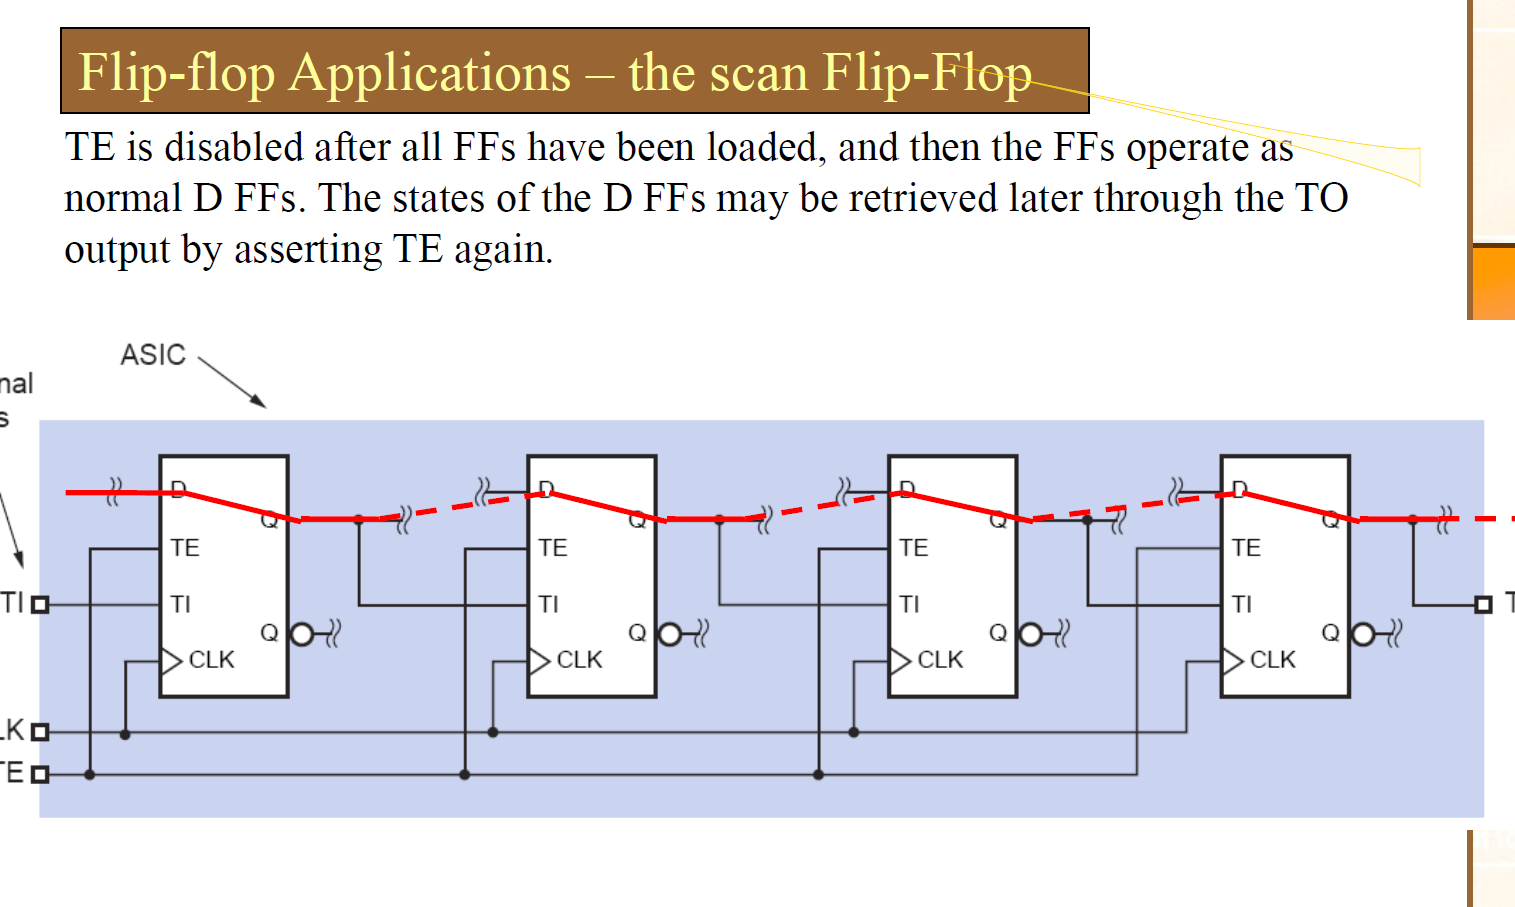 Flip-flop Applications – the scan Flip-Flop
TE is disabled after all FFs have been loaded, and then the FFs operate as
normal D FFs. The states of the D FFs may be retrieved later through the TO
output by asserting TE again.
ASIC
nal
s
D
Q
TE
TI
Q
CLK
D
Q
TE
TI
Q
CLK
D
Q
TE
TI
Q
CLK
D
Q
TE
TI
Q
CLK
TI
T
LK
TE